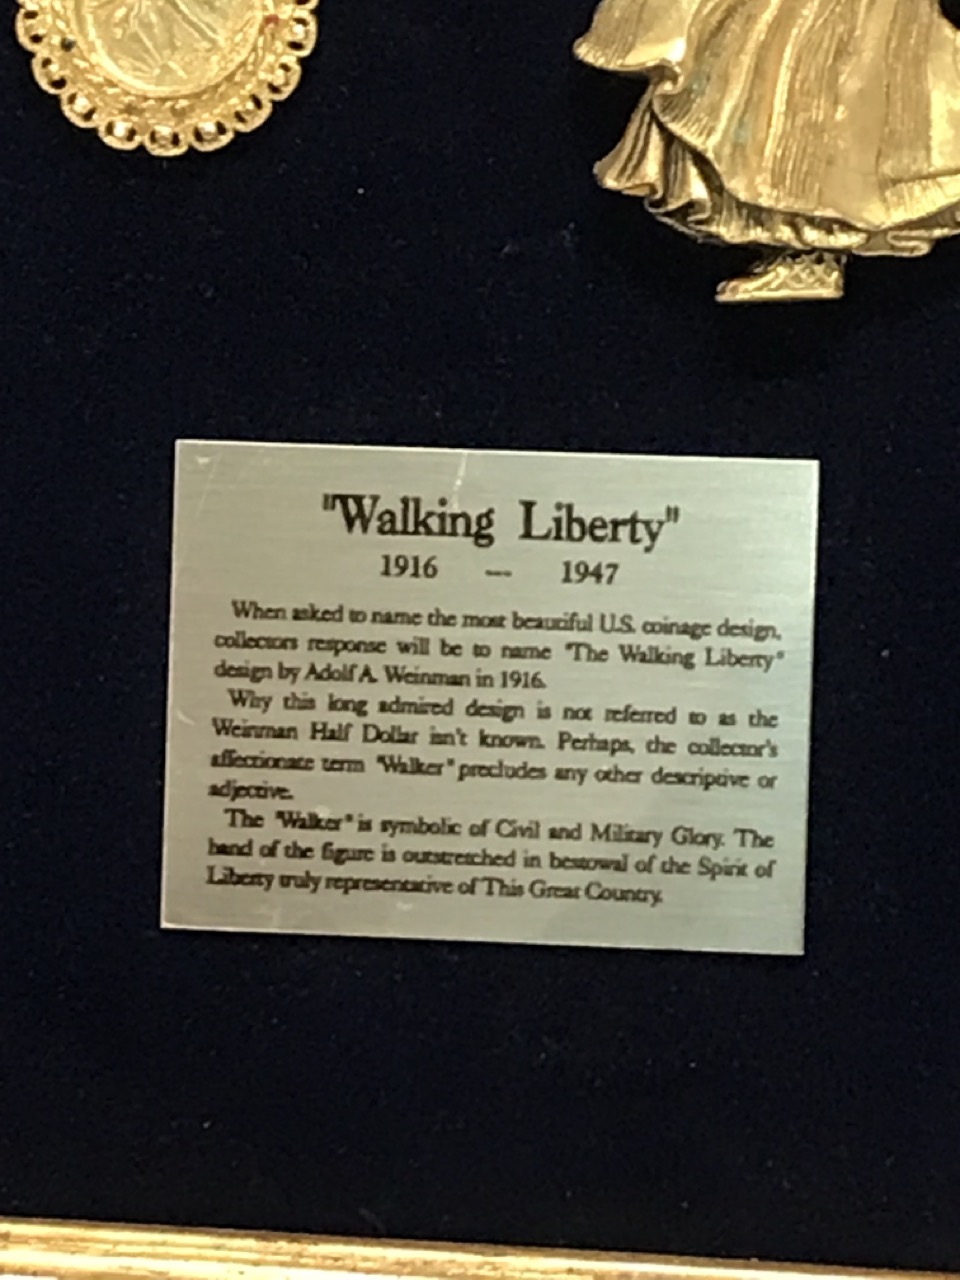 "Walking Liberty"
1916 — 1947
When asked to name the most beautiful U.S. coinage design,
collectors response will be to name "The Walking Liberty"
design by Adolf A. Weinman in 1916.
Why this long admired design is not referred to as the
Weinman Half Dollar isn't known. Perhaps, the collector's
affectionate term "Walker" precludes any other descriptive or
adjective.
The "Walker" is symbolic of Civil and Military Glory. The
hand of the figure is outstretched in bestowal of the Spirit of
Liberty truly representative of This Great Country.